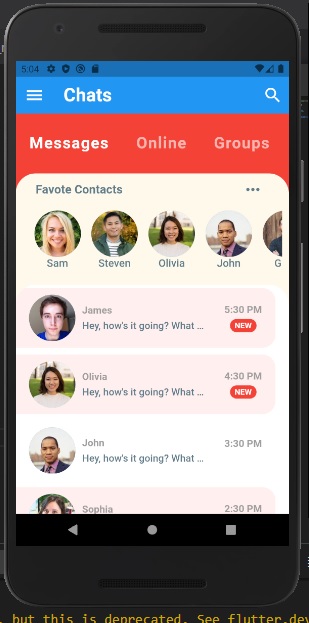 5:04
Chats
Messages Online Groups
Favote Contacts
Sam Steven Olivia John G
James 5:30 PM
Hey, how's it going? What ...
NEW
Olivia 4:30 PM
Hey, how's it going? What ...
NEW
John 3:30 PM
Hey, how's it going? What ...
Sophia 2:30 PM
, but this is deprecated. See flutter.dev